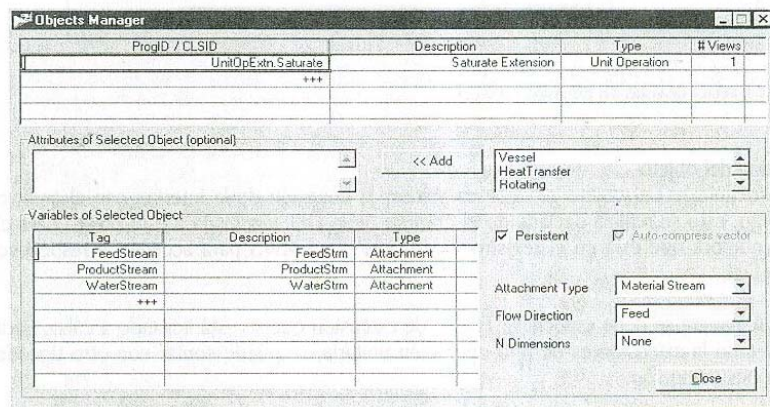 Objects Manager
ProgID / CLSID Description Type # Views
UnitOpExtn.Saturate Saturate Extension Unit Operation 1
+++
Attributes of Selected Object (optional)
<< Add
Vessel
HeatTransfer
Rotating
Variables of Selected Object
Tag Description Type
FeedStream FeedStrm Attachment
ProductStream ProductStrm Attachment
WaterStream WaterStrm Attachment
+++
Persistent Auto-compress vector
Attachment Type Material Stream
Flow Direction Feed
N Dimensions None
Close